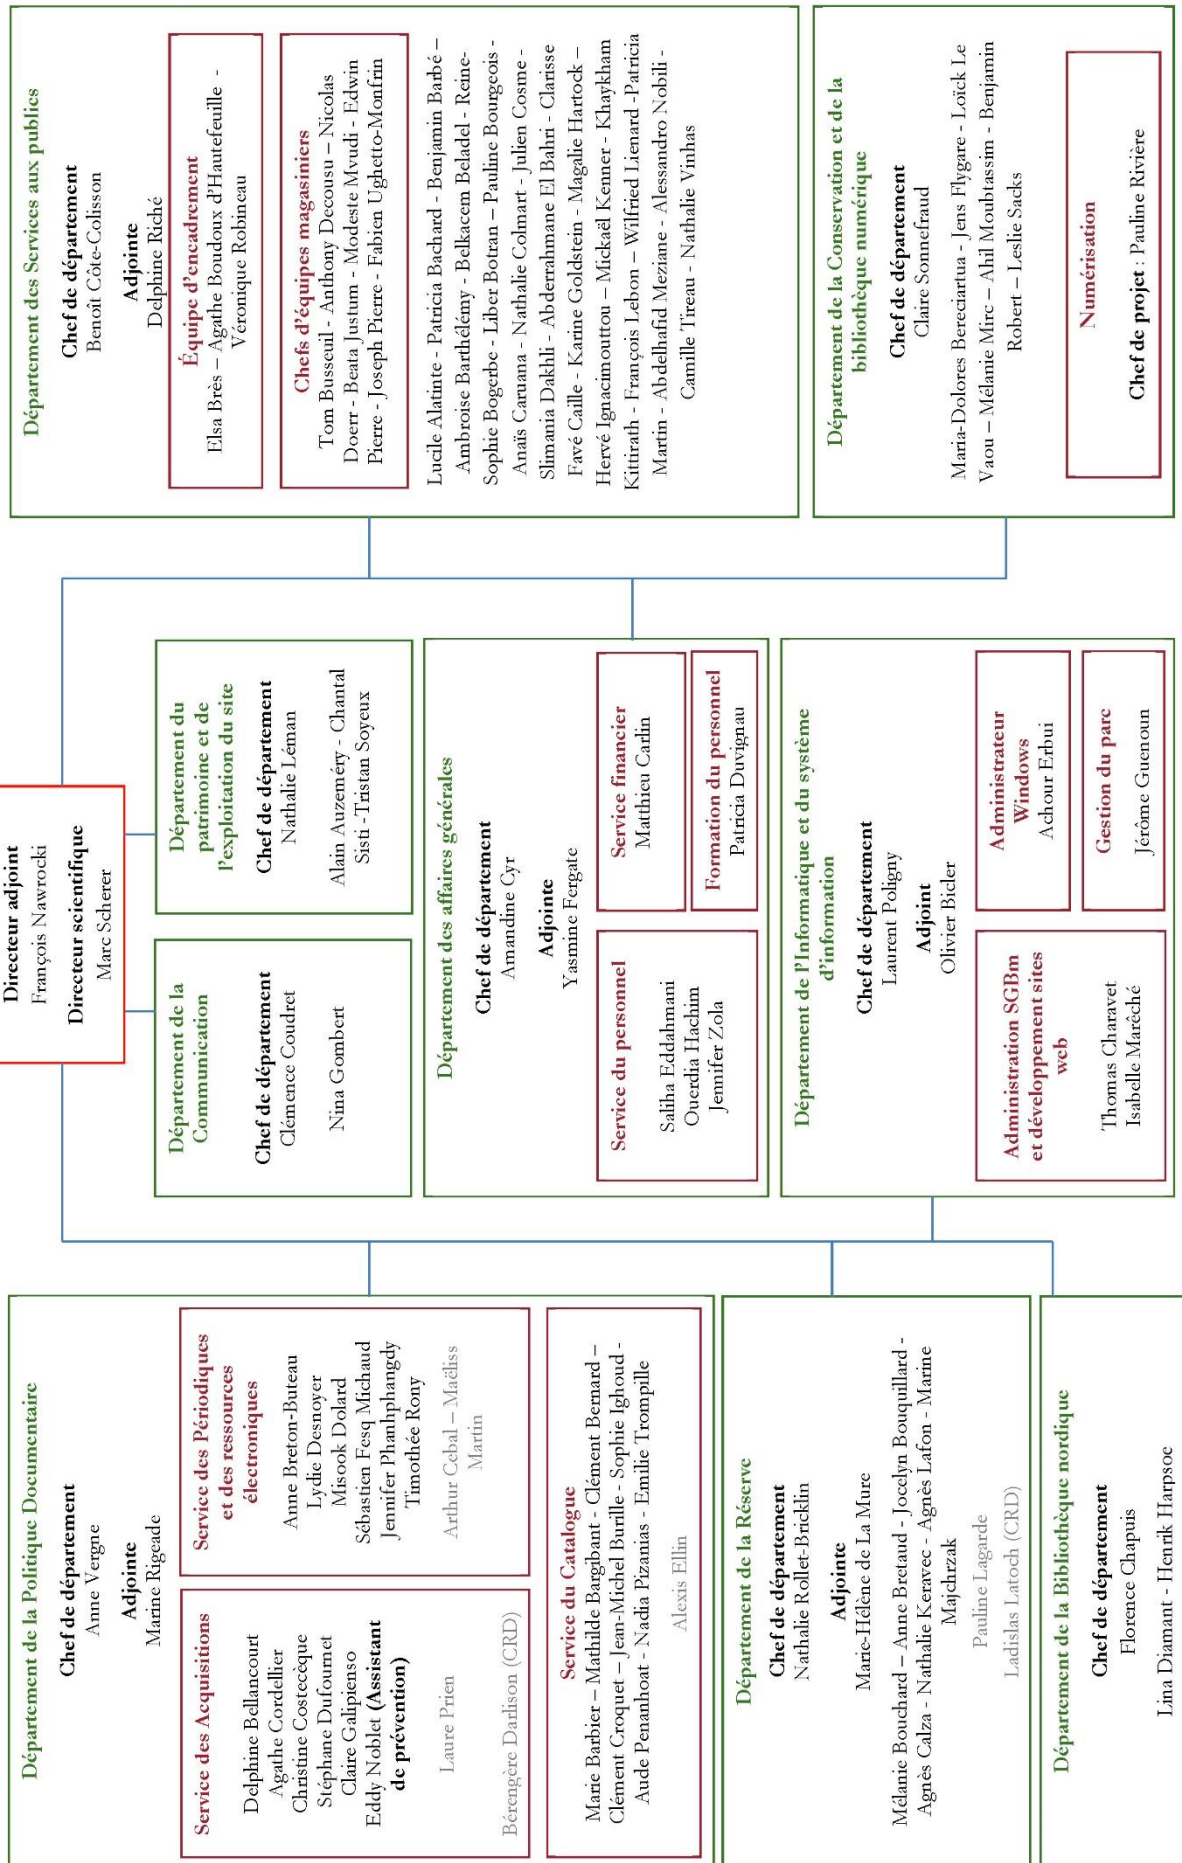 Directeur adjoint
François Nawrocki
Directeur scientifique
Marc Scherer
Département de la Politique Documentaire
Chef de département
Anne Vergne
Adjointe
Marine Rigeade
Service des Acquisitions
Delphine Bellancourt
Agathe Cordellier
Christine Costecèque
Stéphane Dufournet
Claire Galipienso
Eddy Noblet (Assistant
de prévention)
Laure Prien
Bérengère Darlison (CRD)
Service des Périodiques
et des ressources
électroniques
Anne Breton-Buteau
Lydie Desnoyer
Misook Dolard
Sébastien Fesq Michaud
Jennifer Phanhphangdy
Timothée Rony
Arthur Cebal – Maëliss
Martin
Service du Catalogue
Marie Barbier – Mathilde Bargibant - Clément Bernard –
Clément Croquet – Jean-Michel Burille - Sophie Ighoud -
Aude Penanhoat - Nadia Pizanias - Emilie Trompille
Alexis Ellin
Département de la Réserve
Chef de département
Nathalie Rollet-Bricklin
Adjointe
Marie-Hélène de La Mure
Mélanie Bouchard – Anne Bretaud - Jocelyn Bouquillard -
Agnès Calza - Nathalie Keravec - Agnès Lafon - Marine
Majchrzak
Pauline Lagarde
Ladislas Latoch (CRD)
Département de la Bibliothèque nordique
Chef de département
Florence Chapuis
Lina Diamant - Henrik Harpsoe
Département de la
Communication
Chef de département
Clémence Coudret
Nina Gombert
Département du
patrimoine et de
l'exploitation du site
Chef de département
Nathalie Léman
Alain Auzeméry - Chantal
Sisti -Tristan Soyeux
Département des affaires générales
Chef de département
Amandine Cyr
Adjointe
Yasmine Fergate
Service du personnel
Saliha Eddahmani
Ouerdia Hachim
Jennifer Zola
Service financier
Matthieu Carlin
Formation du personnel
Patricia Duvignau
Département de l'Informatique et du système
d'information
Chef de département
Laurent Poligny
Adjoint
Olivier Bicler
Administration SGBm
et développement sites
web
Thomas Charavet
Isabelle Marêché
Administrateur
Windows
Achour Erbui
Gestion du parc
Jérôme Guenoun
Département des Services aux publics
Chef de département
Benoît Côte-Colisson
Adjointe
Delphine Riché
Équipe d'encadrement
Elsa Brès – Agathe Boudoux d'Hautefeuille -
Véronique Robineau
Chefs d'équipes magasiniers
Tom Busseuil - Anthony Decousu – Nicolas
Doerr - Beata Justum - Modeste Mvudi - Edwin
Pierre - Joseph Pierre - Fabien Ughetto-Monfrin
Lucile Alatinte - Patricia Bachard - Benjamin Barbé –
Ambroise Barthélémy - Belkacem Beladel - Reine-
Sophie Bogerbe - Liber Botran – Pauline Bourgeois -
Anaïs Caruana - Nathalie Colmart - Julien Cosme -
Slimania Dakhli - Abderrahmane El Bahri - Clarisse
Favé Caille - Karine Goldstein - Magalie Hartock –
Hervé Ignacimouttou – Mickaël Kenner - Khaykham
Kittirath - François Lebon – Wilfried Lienard -Patricia
Martin - Abdelhafid Meziane - Alessandro Nobili -
Camille Tireau - Nathalie Vinhas
Département de la Conservation et de la
bibliothèque numérique
Chef de département
Claire Sonnefraud
Maria-Dolores Bereciartua - Jens Flygare - Loïck Le
Vaou – Mélanie Mirc – Ahil Moubtassim - Benjamin
Robert – Leslie Sacks
Numérisation
Chef de projet : Pauline Rivière